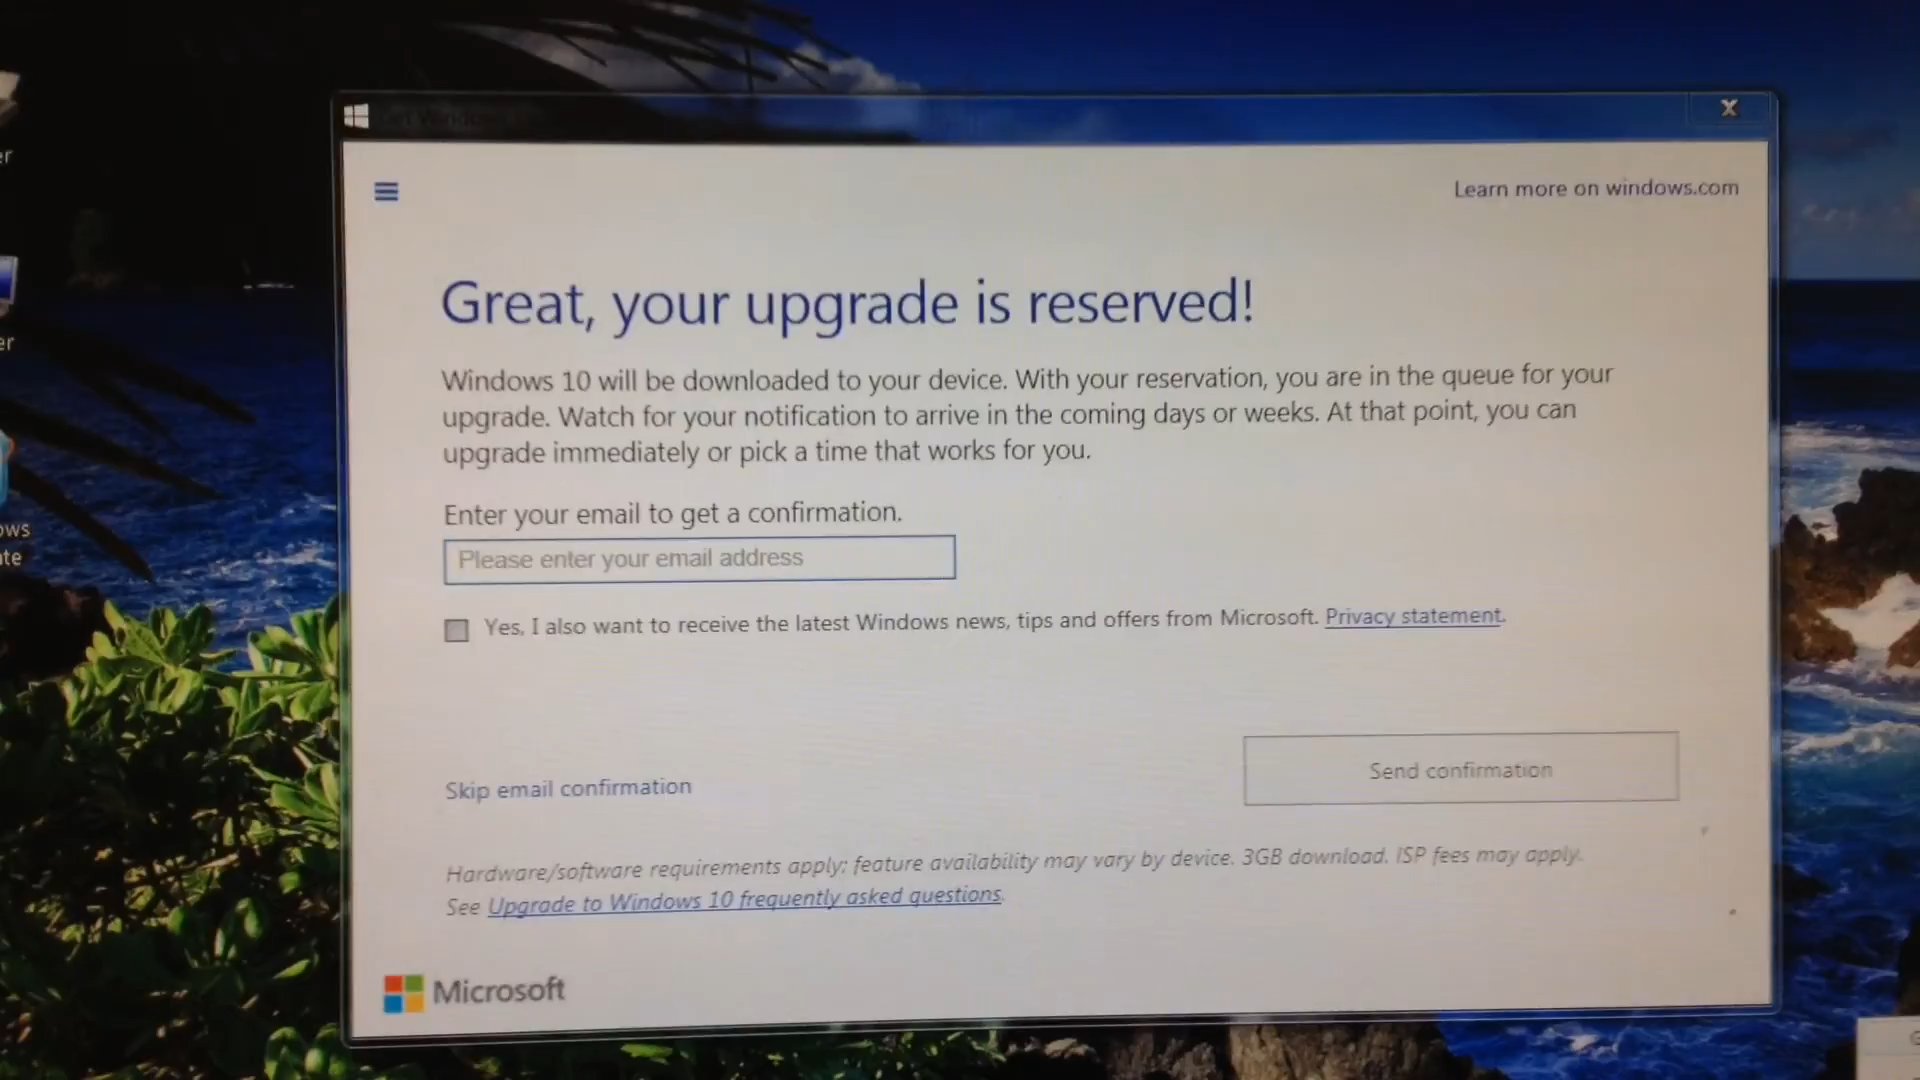 Learn more on windows.com
Great, your upgrade is reserved!
Windows 10 will be downloaded to your device. With your reservation, you are in the queue for your
upgrade. Watch for your notification to arrive in the coming days or weeks. At that point, you can
upgrade immediately or pick a time that works for you.
Enter your email to get a confirmation.
Please enter your email address
Yes, I also want to receive the latest Windows news, tips and offers from Microsoft. Privacy statement.
Skip email confirmation
Send confirmation
Hardware/software requirements apply; feature availability may vary by device. 3GB download. ISP fees may apply.
See Upgrade to Windows 10 frequently asked questions.
Microsoft